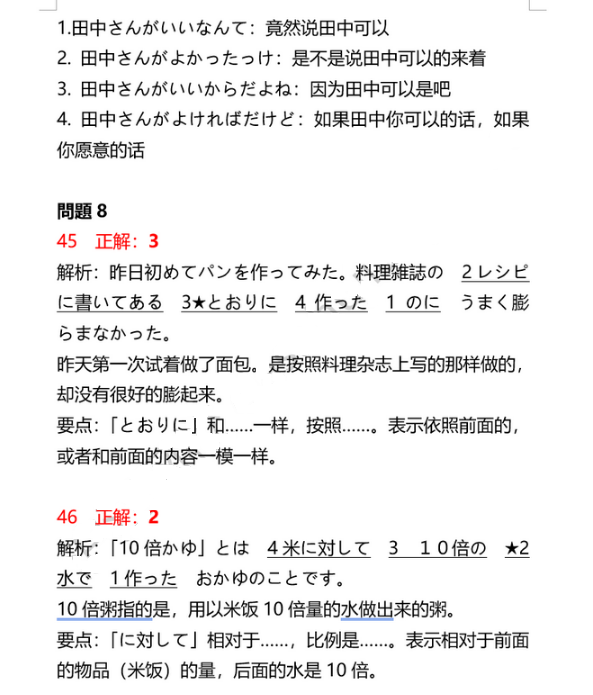 1.田中さんがいいなんて：竟然说田中可以
2. 田中さんがよかったっけ：是不是说田中可以的来着
3. 田中さんがいいからだよね：因为田中可以是吧
4. 田中さんがよければだけど：如果田中你可以的话，如果
你愿意的话
問題 8
45 正解：3
解析：昨日初めてパンを作ってみた。料理雑誌の 2レシピ
に書いてある 3★とおりに 4 作った 1 のに うまく膨
らまなかった。
昨天第一次试着做了面包。是按照料理杂志上写的那样做的，
却没有很好的膨起来。
要点：「とおりに」和……一样，按照……。表示依照前面的，
或者和前面的内容一模一样。
46 正解：2
解析：「10 倍かゆ」とは 4米に対して 3 １０倍の ★2
水で 1作った おかゆのことです。
10 倍粥指的是，用以米饭 10 倍量的水做出来的粥。
要点：「に対して」相对于……，比例是……。表示相对于前面
的物品（米饭）的量，后面的水是 10 倍。